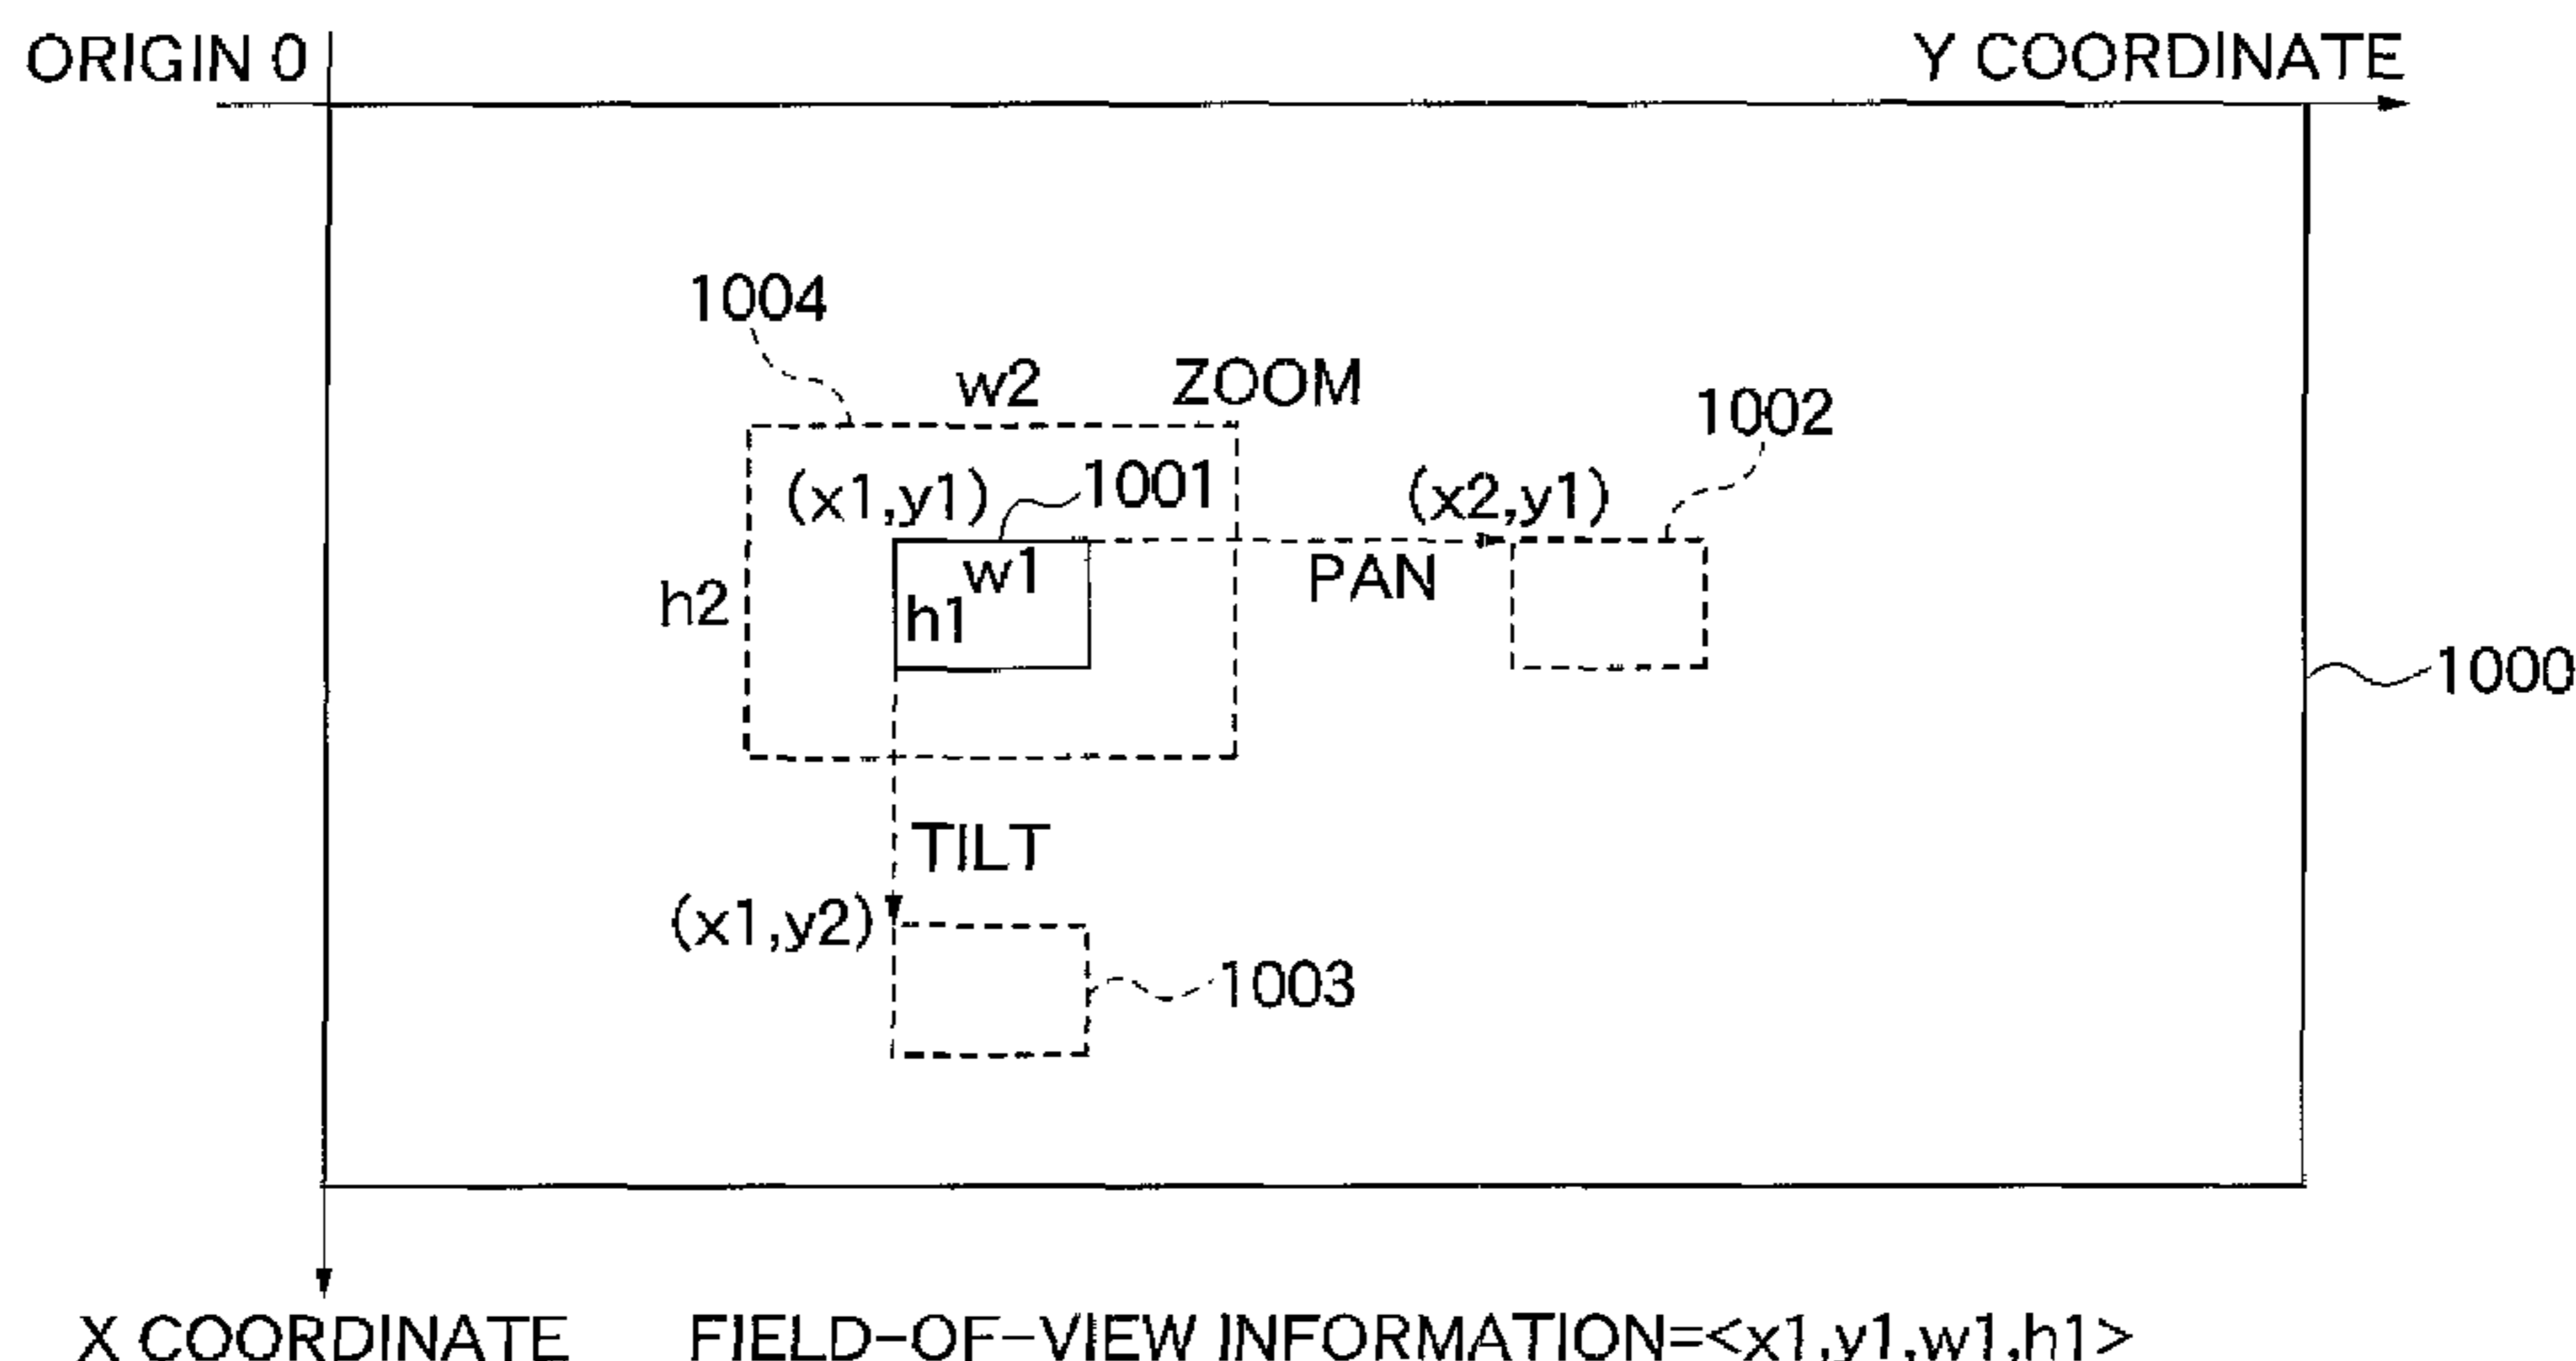 ORIGIN 0
Y COORDINATE
1004
w2
ZOOM
1002
(x1,y1)
1001
(x2,y1)
w1
PAN
h2
h1
1000
TILT
(x1,y2)
1003
X COORDINATE
FIELD-OF-VIEW INFORMATION=<x1,y1,w1,h1>